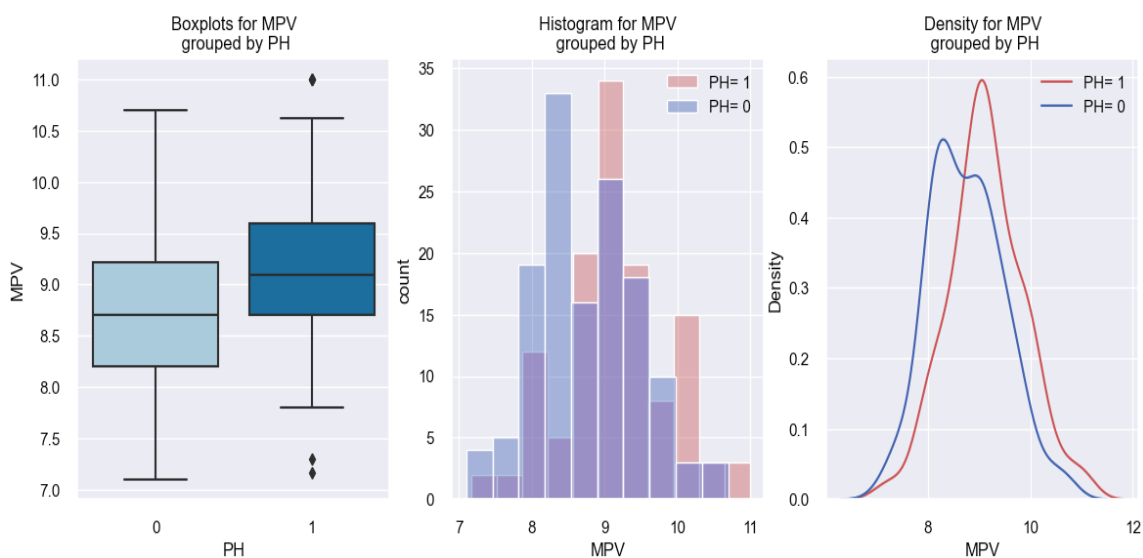 Boxplots for MPV
grouped by PH
MPV
11.0
10.5
10.0
9.5
9.0
8.5
8.0
7.5
7.0
0
1
PH
Histogram for MPV
grouped by PH
count
35
30
25
20
15
10
5
0
PH= 1
PH= 0
7
8
9
10
11
MPV
Density for MPV
grouped by PH
Density
0.6
0.5
0.4
0.3
0.2
0.1
0.0
PH= 1
PH= 0
8
10
12
MPV